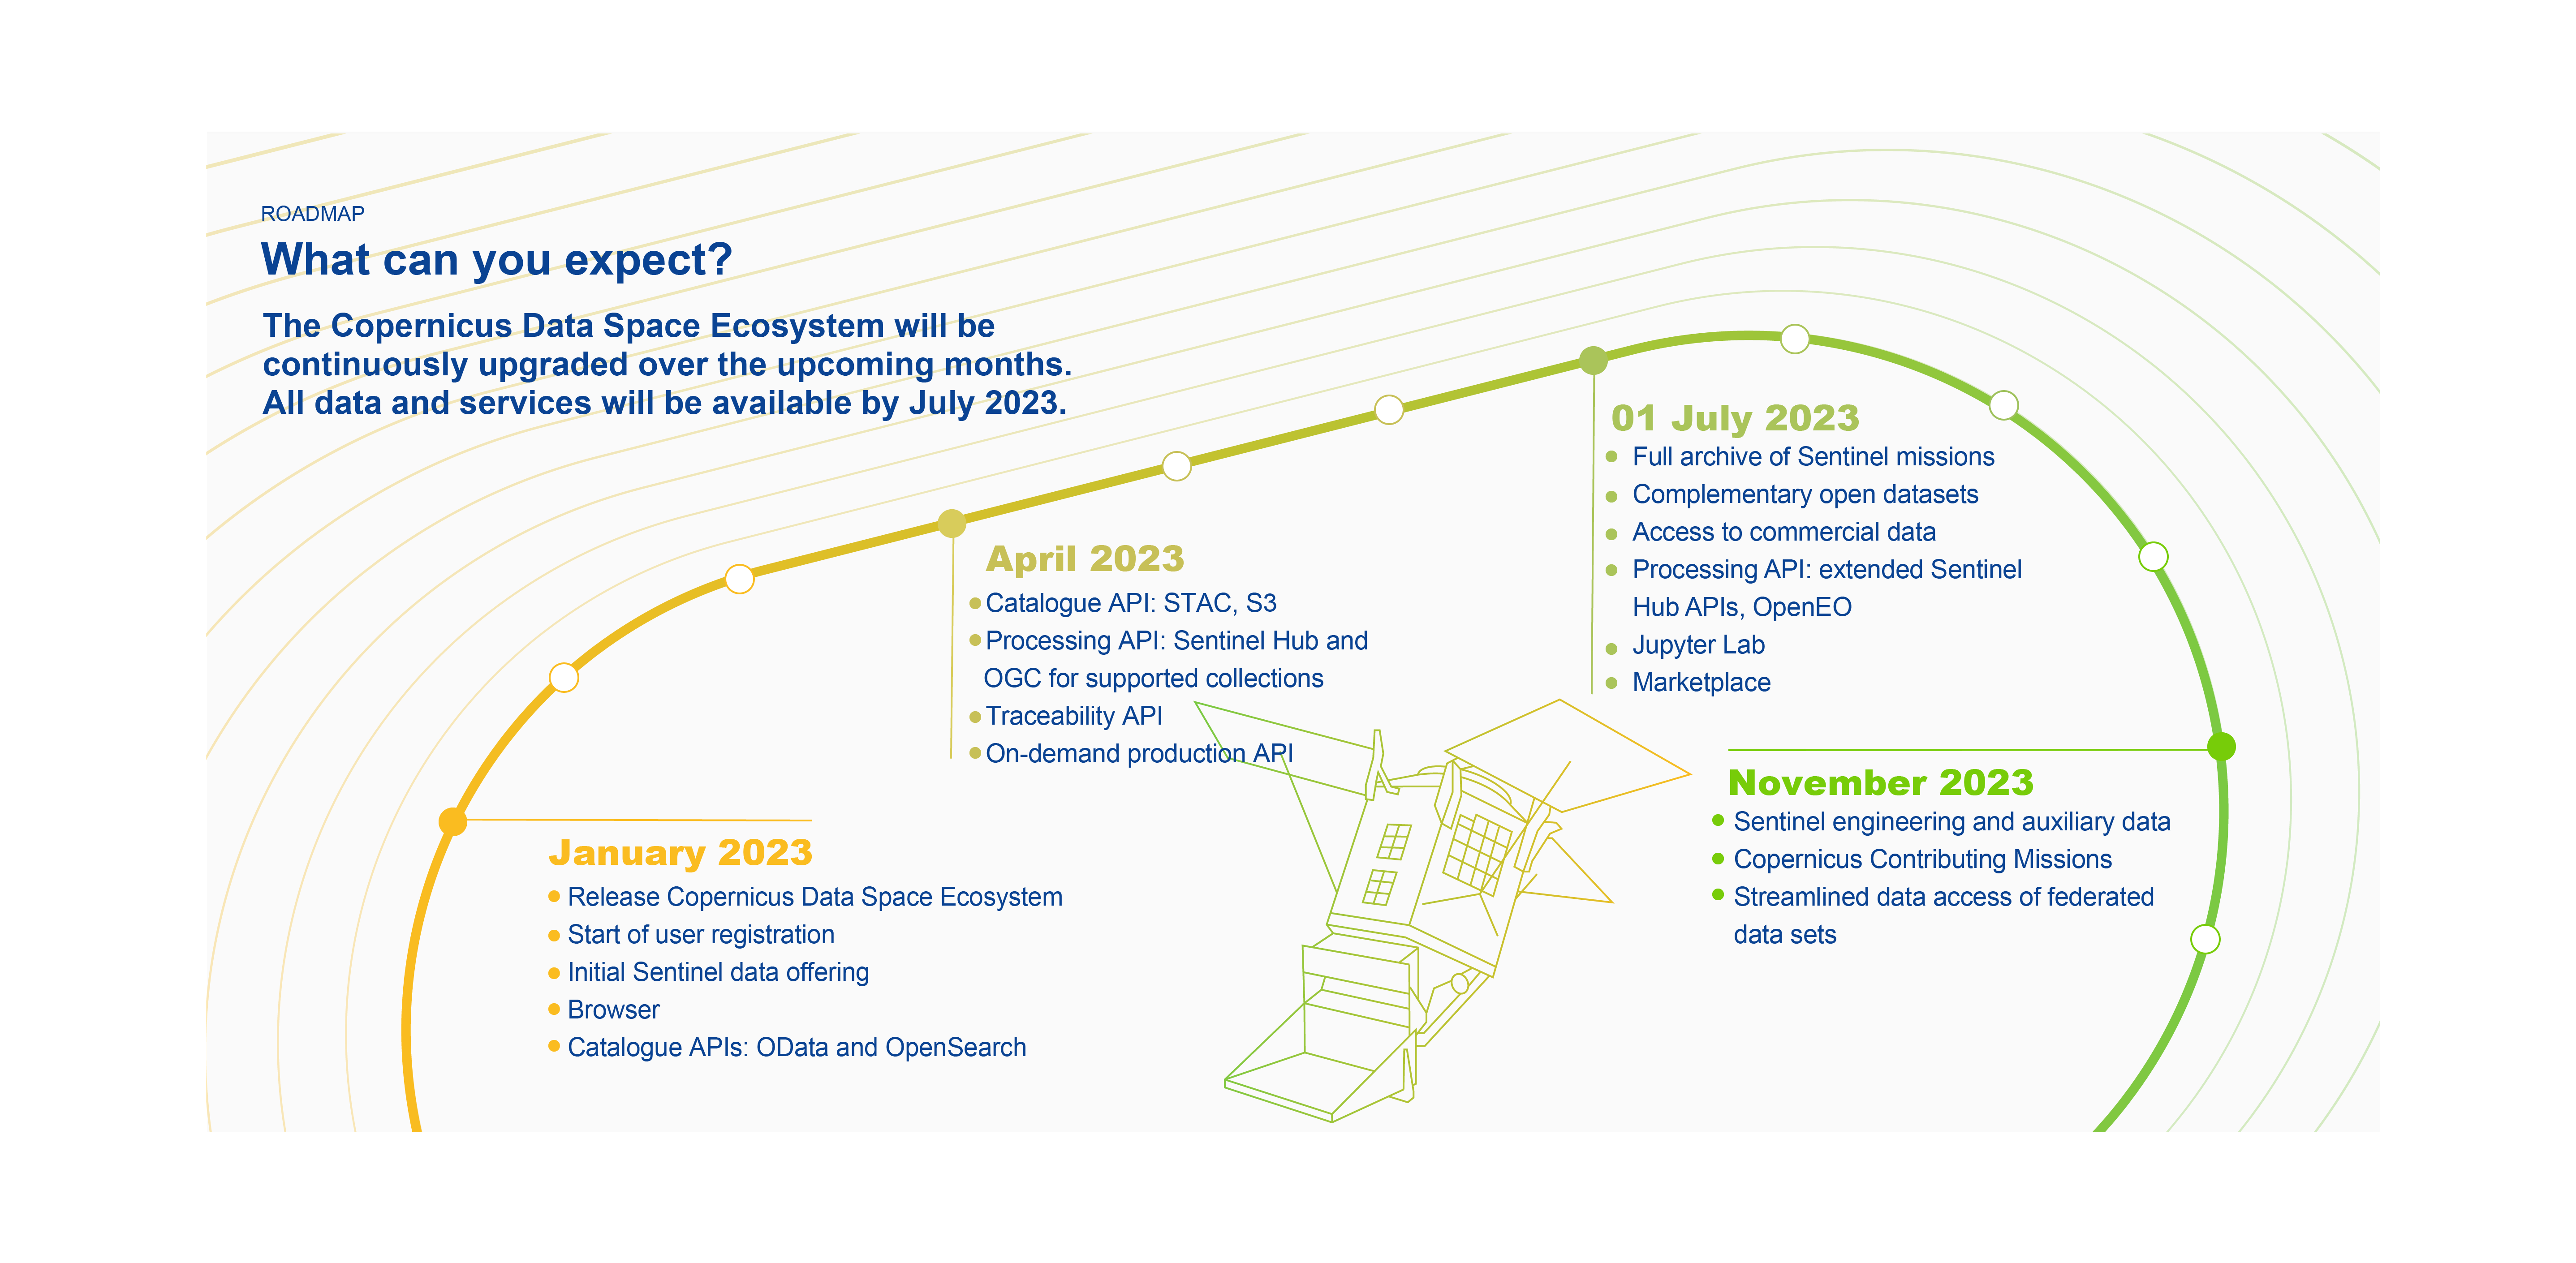 ROADMAP
What can you expect?
The Copernicus Data Space Ecosystem will be
continuously upgraded over the upcoming months.
All data and services will be available by July 2023.
January 2023
Release Copernicus Data Space Ecosystem
Start of user registration
Initial Sentinel data offering
Browser
Catalogue APIs: OData and OpenSearch
April 2023
Catalogue API: STAC, S3
Processing API: Sentinel Hub and
OGC for supported collections
Traceability API
On-demand production API
01 July 2023
Full archive of Sentinel missions
Complementary open datasets
Access to commercial data
Processing API: extended Sentinel
Hub APIs, OpenEO
Jupyter Lab
Marketplace
November 2023
Sentinel engineering and auxiliary data
Copernicus Contributing Missions
Streamlined data access of federated
data sets